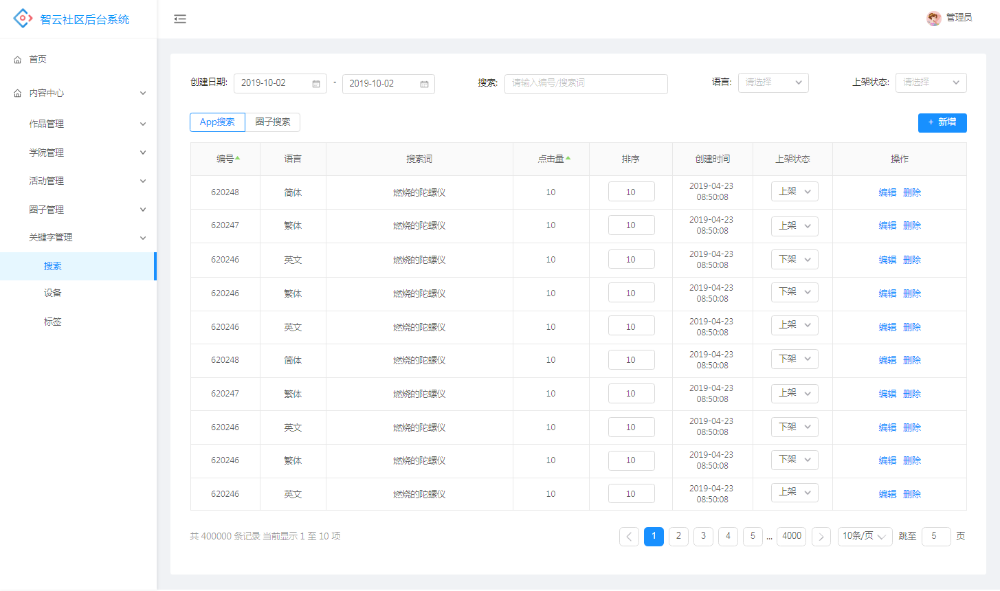 智云社区后台系统
管理员
首页
内容中心
作品管理
学院管理
活动管理
圈子管理
关键字管理
搜索
设备
标签
创建日期: 2019-10-02 - 2019-10-02 搜索: 请输入编号/搜索词 语言: 请选择 上架状态: 请选择
App搜索 圈子搜索 + 新增
编号 语言 搜索词 点击量 排序 创建时间 上架状态 操作
620248 简体 燃烧的陀螺仪 10 10 2019-04-23 08:50:08 上架 编辑 删除
620247 繁体 燃烧的陀螺仪 10 10 2019-04-23 08:50:08 上架 编辑 删除
620246 英文 燃烧的陀螺仪 10 10 2019-04-23 08:50:08 下架 编辑 删除
620246 繁体 燃烧的陀螺仪 10 10 2019-04-23 08:50:08 下架 编辑 删除
620246 英文 燃烧的陀螺仪 10 10 2019-04-23 08:50:08 上架 编辑 删除
620248 简体 燃烧的陀螺仪 10 10 2019-04-23 08:50:08 下架 编辑 删除
620247 繁体 燃烧的陀螺仪 10 10 2019-04-23 08:50:08 上架 编辑 删除
620246 英文 燃烧的陀螺仪 10 10 2019-04-23 08:50:08 下架 编辑 删除
620246 繁体 燃烧的陀螺仪 10 10 2019-04-23 08:50:08 下架 编辑 删除
620246 英文 燃烧的陀螺仪 10 10 2019-04-23 08:50:08 上架 编辑 删除
共 400000 条记录 当前显示 1 至 10 项 1 2 3 4 5 ... 4000 10条/页 跳至 5 页